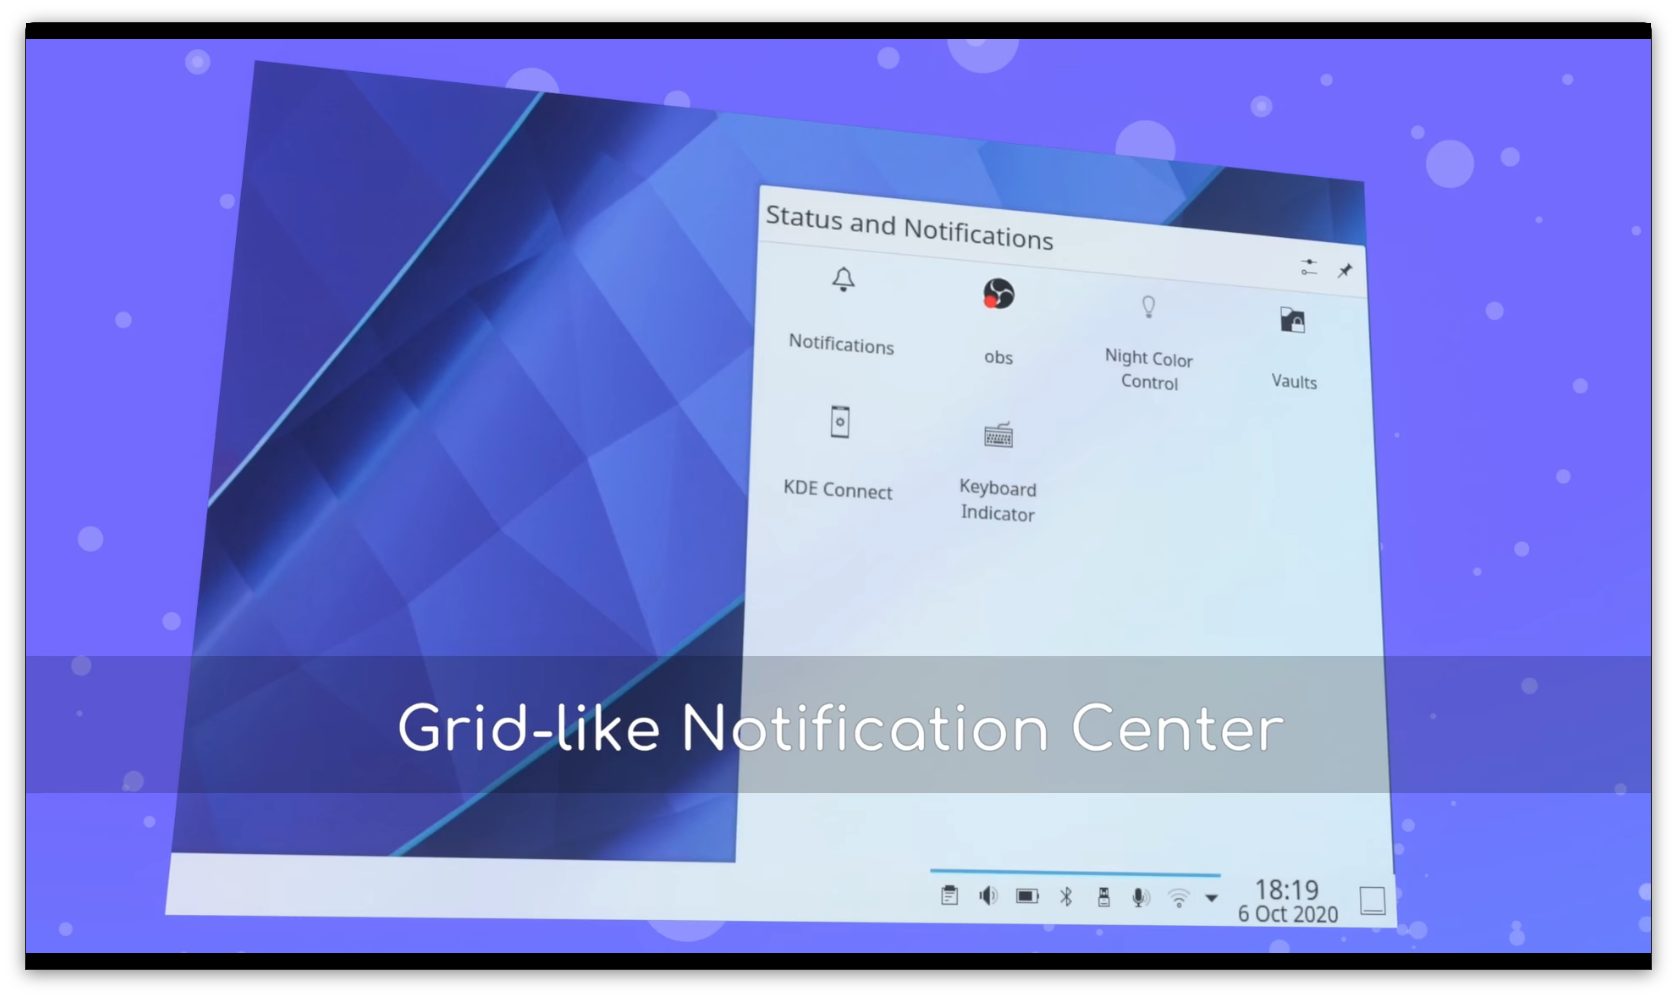 Status and Notifications
Notifications
obs
Night Color
Control
Vaults
KDE Connect
Keyboard
Indicator
Grid-like Notification Center
18:19
6 Oct 2020